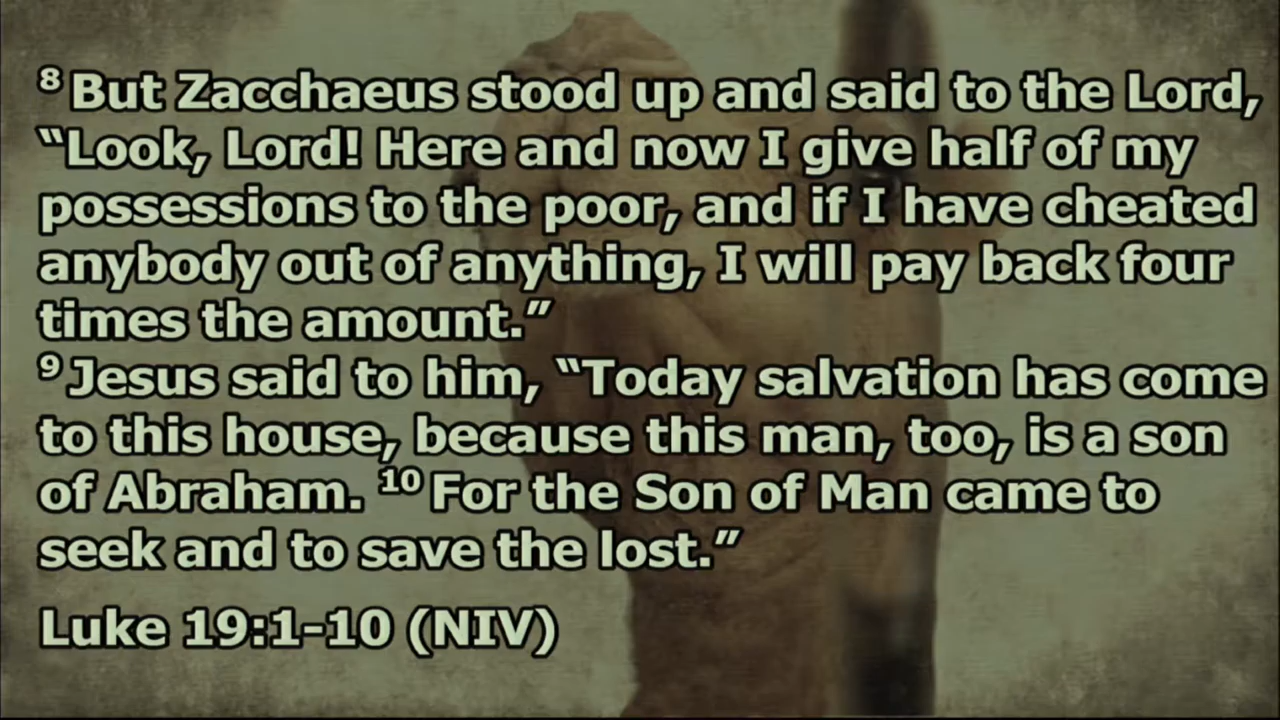 ⁸ But Zacchaeus stood up and said to the Lord,
“Look, Lord! Here and now I give half of my
possessions to the poor, and if I have cheated
anybody out of anything, I will pay back four
times the amount.”
⁹ Jesus said to him, “Today salvation has come
to this house, because this man, too, is a son
of Abraham. ¹⁰ For the Son of Man came to
seek and to save the lost.”
Luke 19:1-10 (NIV)